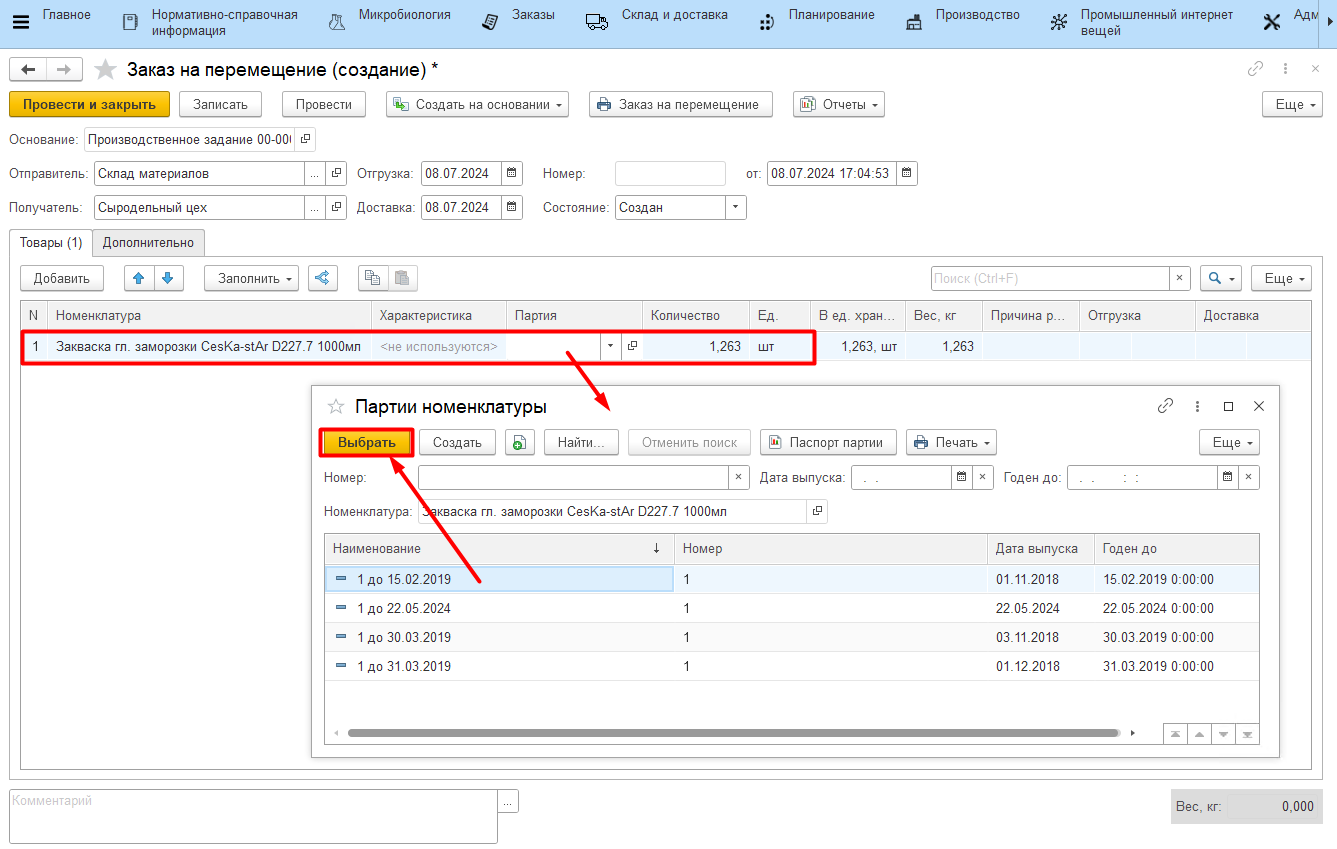 Главное
Нормативно-справочная информация
Микробиология
Заказы
Склад и доставка
Планирование
Производство
Промышленный интернет вещей
Адм
Заказ на перемещение (создание) *
Провести и закрыть
Записать
Провести
Создать на основании
Заказ на перемещение
Отчеты
Еще
Основание: Производственное задание 00-00
Отправитель: Склад материалов ... Отгрузка: 08.07.2024 Номер: от: 08.07.2024 17:04:53
Получатель: Сыродельный цех ... Доставка: 08.07.2024 Состояние: Создан
Товары (1) Дополнительно
Добавить Заполнить Поиск (Ctrl+F) × Еще
N Номенклатура Характеристика Партия Количество Ед. В ед. хран... Вес, кг Причина р... Отгрузка Доставка
1 Закваска гл. заморозки CesKa-stAr D227.7 1000мл <не используются> 1,263 шт 1,263, шт 1,263
Партии номенклатуры
Выбрать Создать Найти... Отменить поиск Паспорт партии Печать Еще
Номер: × Дата выпуска: . . × Годен до: . . : : ×
Номенклатура: Закваска гл. заморозки CesKa-stAr D227.7 1000мл
Наименование ↓ Номер Дата выпуска Годен до
1 до 15.02.2019 1 01.11.2018 15.02.2019 0:00:00
1 до 22.05.2024 1 22.05.2024 22.05.2024 0:00:00
1 до 30.03.2019 1 03.11.2018 30.03.2019 0:00:00
1 до 31.03.2019 1 01.12.2018 31.03.2019 0:00:00
Комментарий ...
Вес, кг: 0,000